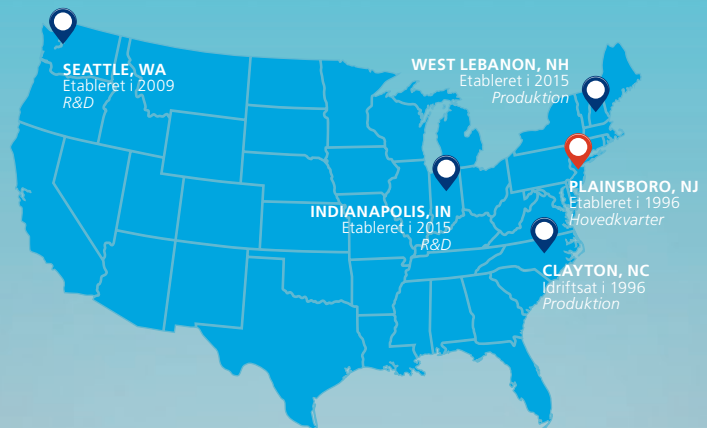 SEATTLE, WA
Etableret i 2009
R&D
WEST LEBANON, NH
Etableret i 2015
Produktion
PLAINSBORO, NJ
Etableret i 1996
Hovedkvarter
INDIANAPOLIS, IN
Etableret i 2015
R&D
CLAYTON, NC
Idriftsat i 1996
Produktion